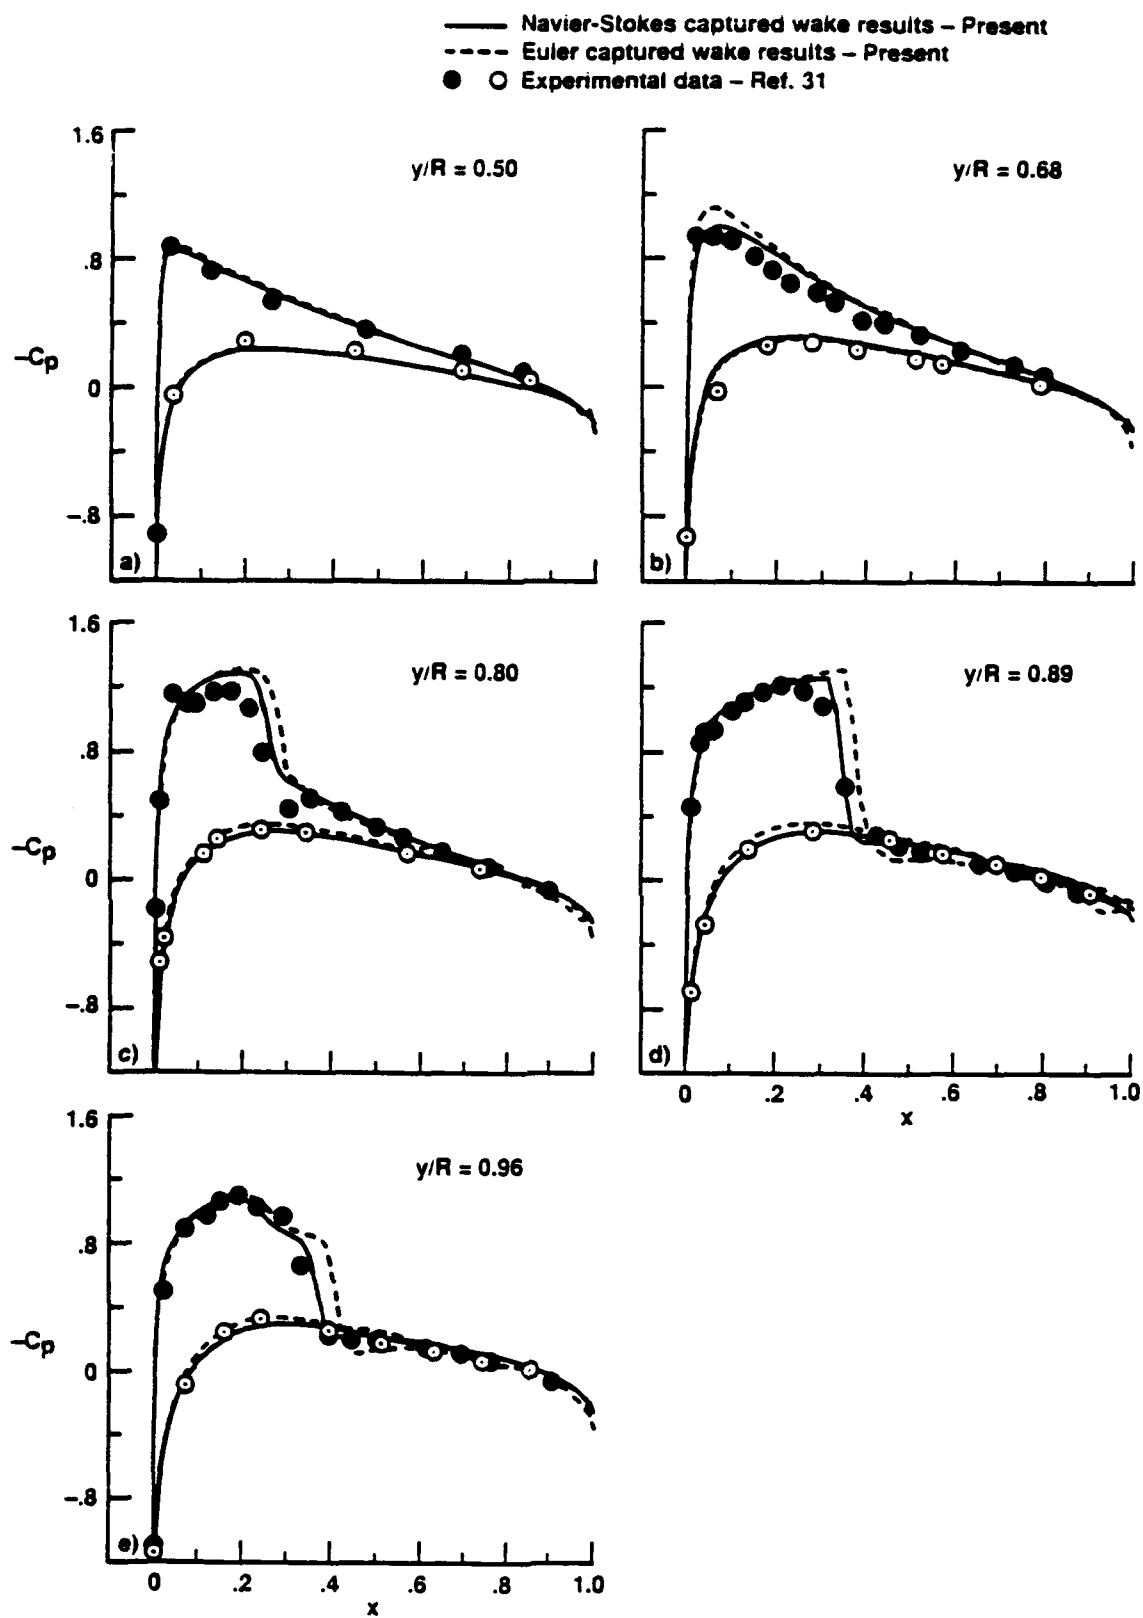 Navier-Stokes captured wake results – Present
Euler captured wake results – Present
Experimental data – Ref. 31
1.6
.8
–Cp
0
–.8
y/R = 0.50
a)
y/R = 0.68
b)
1.6
.8
–Cp
0
–.8
y/R = 0.80
c)
y/R = 0.89
d)
0 .2 .4 .6 .8 1.0
x
1.6
.8
–Cp
0
–.8
y/R = 0.96
e)
0 .2 .4 .6 .8 1.0
x